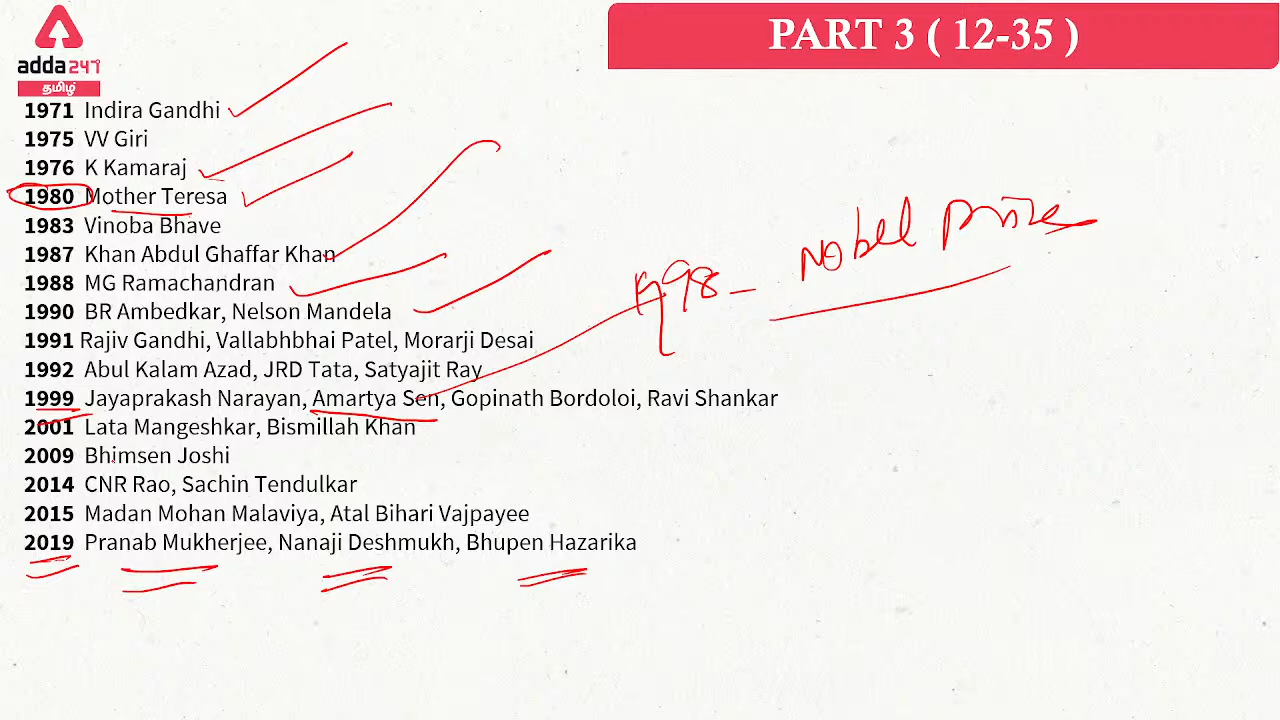 PART 3 ( 12-35 )
adda247
தமிழ்
1971 Indira Gandhi
1975 VV Giri
1976 K Kamaraj
1980 Mother Teresa
1983 Vinoba Bhave
1987 Khan Abdul Ghaffar Khan
1988 MG Ramachandran
1990 BR Ambedkar, Nelson Mandela
1991 Rajiv Gandhi, Vallabhbhai Patel, Morarji Desai
1992 Abul Kalam Azad, JRD Tata, Satyajit Ray
1999 Jayaprakash Narayan, Amartya Sen, Gopinath Bordoloi, Ravi Shankar
2001 Lata Mangeshkar, Bismillah Khan
2009 Bhimsen Joshi
2014 CNR Rao, Sachin Tendulkar
2015 Madan Mohan Malaviya, Atal Bihari Vajpayee
2019 Pranab Mukherjee, Nanaji Deshmukh, Bhupen Hazarika
1998 - Nobel Prize